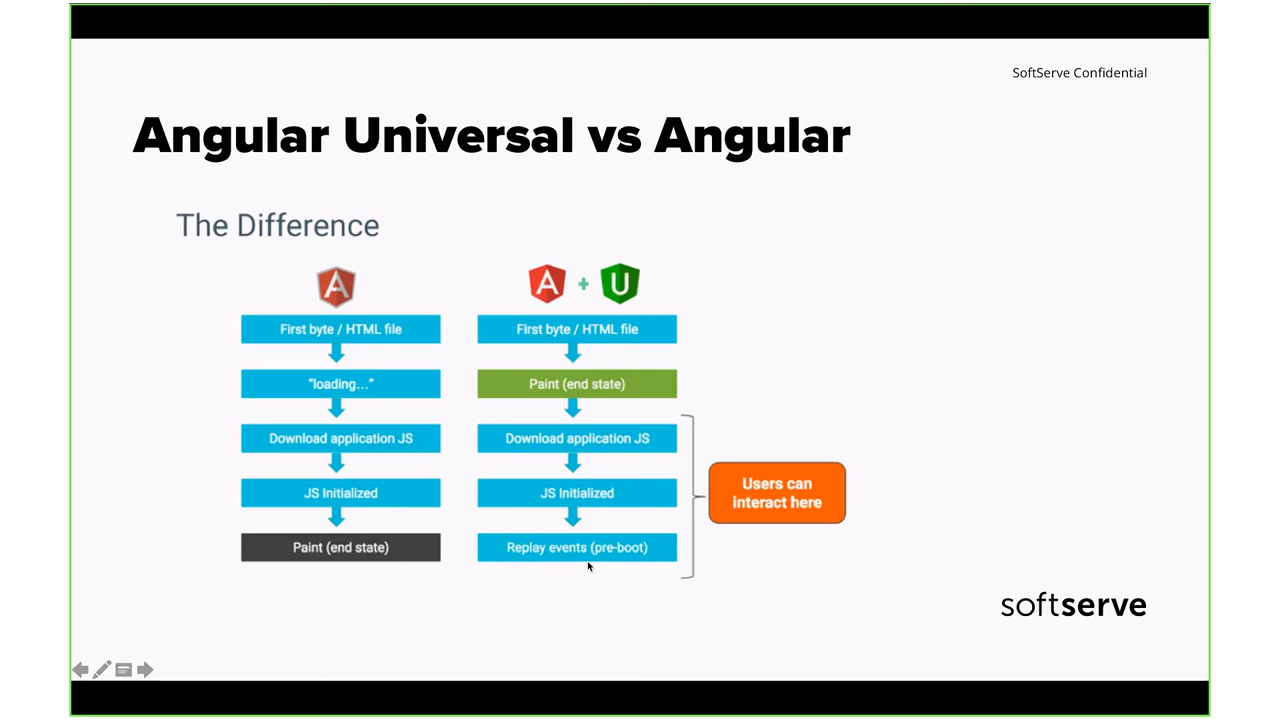 SoftServe Confidential
Angular Universal vs Angular
The Difference
A
A + U
First byte / HTML file
"loading..."
Download application JS
JS Initialized
Paint (end state)
First byte / HTML file
Paint (end state)
Download application JS
JS Initialized
Replay events (pre-boot)
Users can
interact here
softserve